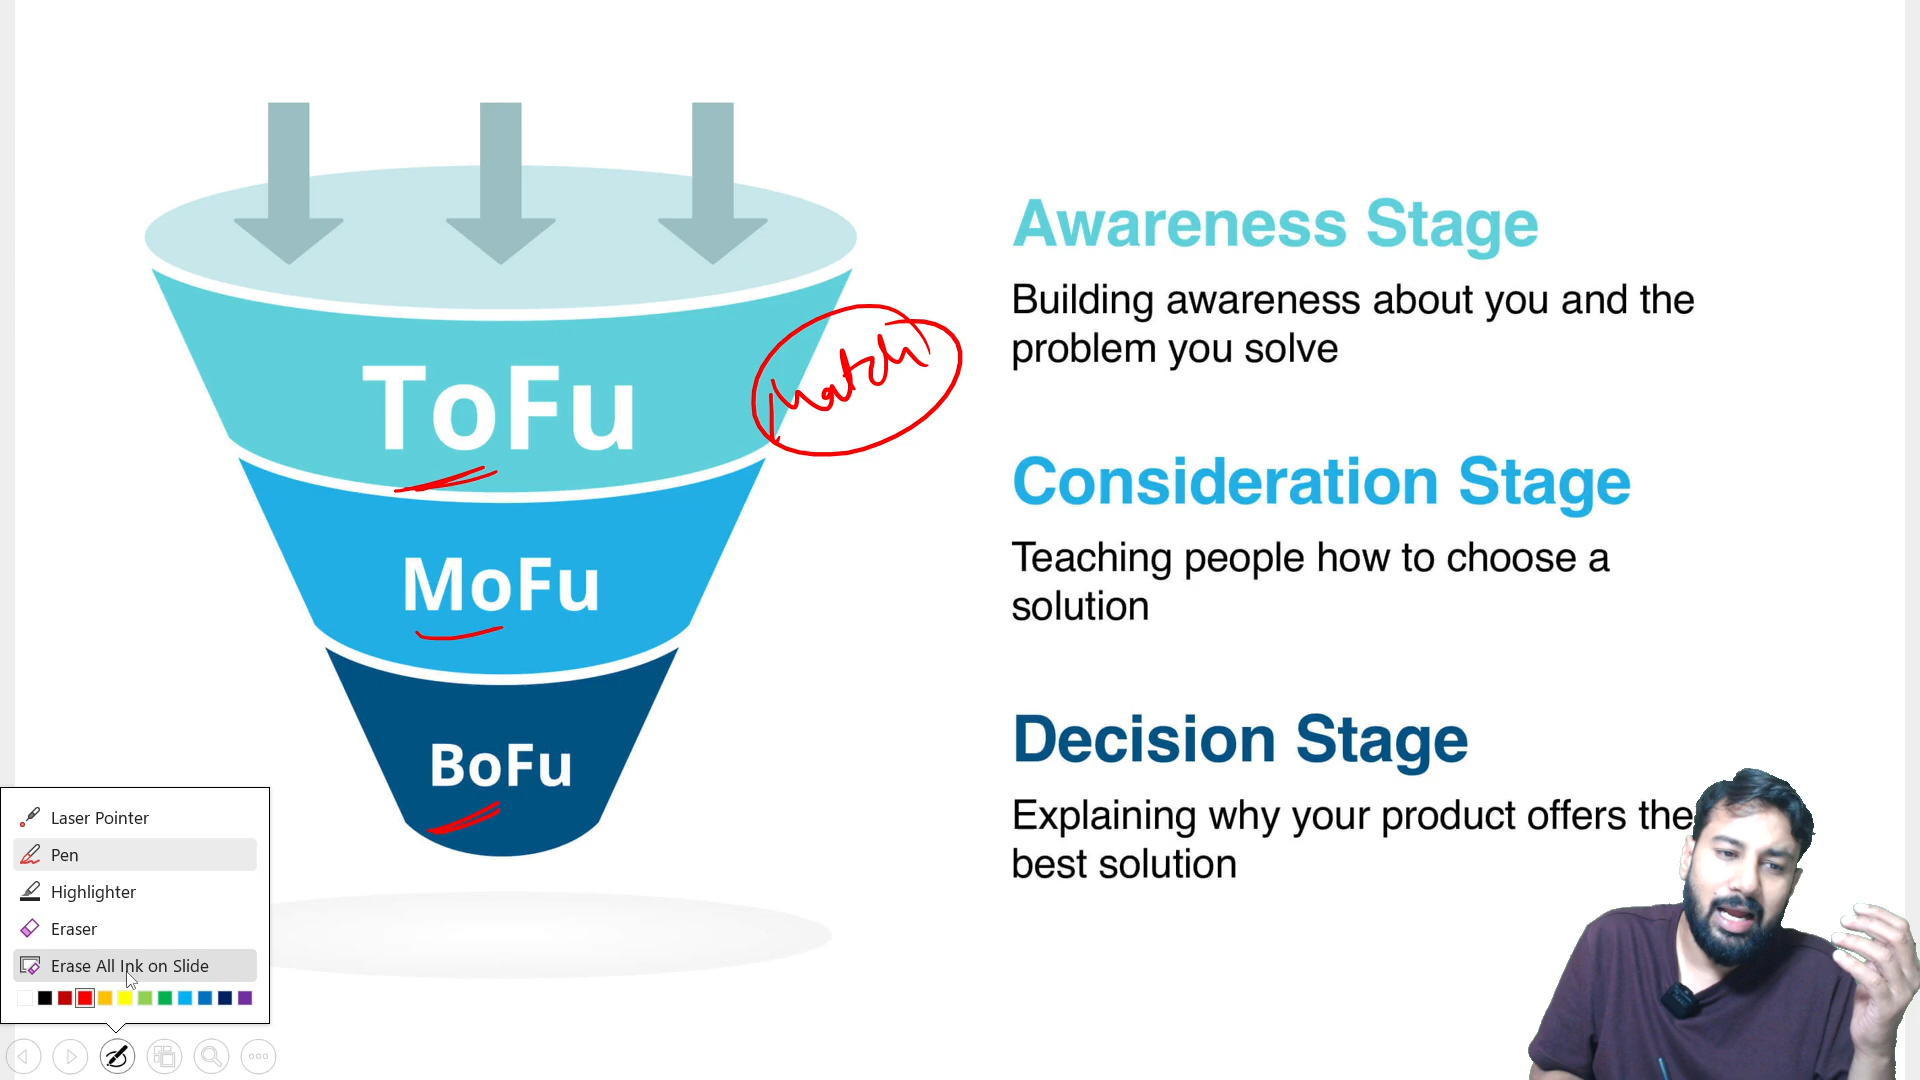 ToFu
Match
MoFu
BoFu
Awareness Stage
Building awareness about you and the
problem you solve
Consideration Stage
Teaching people how to choose a
solution
Decision Stage
Explaining why your product offers the
best solution
Laser Pointer
Pen
Highlighter
Eraser
Erase All Ink on Slide